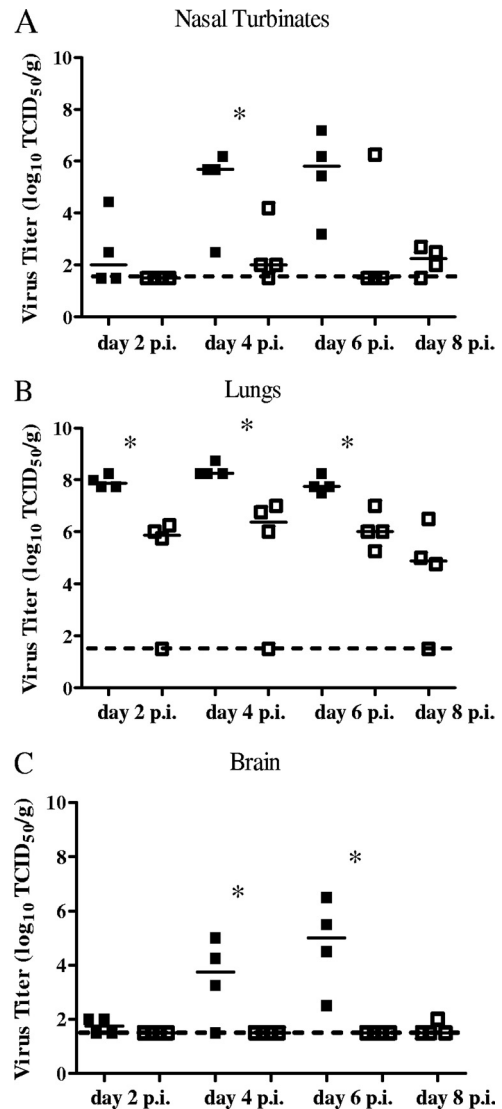 A
Nasal Turbinates
Virus Titer (log10 TCID50/g)
10
8
6
4
2
0
*
day 2 p.i.
day 4 p.i.
day 6 p.i.
day 8 p.i.
B
Lungs
Virus Titer (log10 TCID50/g)
10
8
6
4
2
0
*
*
*
day 2 p.i.
day 4 p.i.
day 6 p.i.
day 8 p.i.
C
Brain
Virus Titer (log10 TCID50/g)
10
8
6
4
2
0
*
*
day 2 p.i.
day 4 p.i.
day 6 p.i.
day 8 p.i.